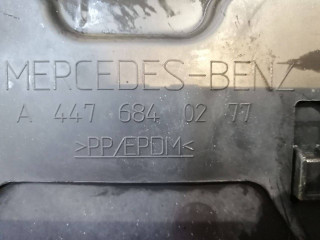 MERCEDES-BENZ
A 447 684 02 77
>PP/EPDM<